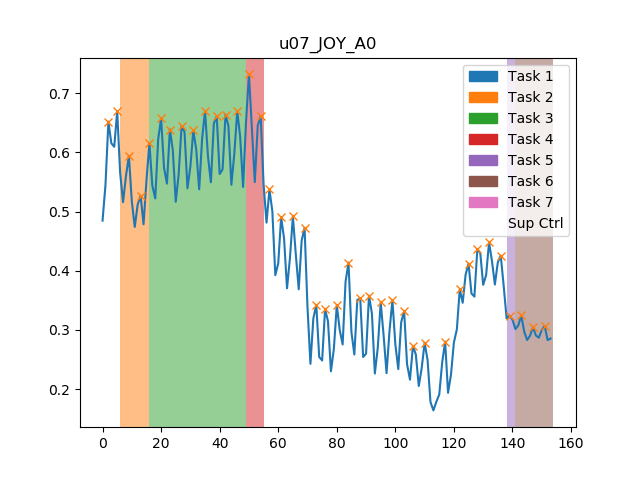 u07_JOY_A0
0.7
0.6
0.5
0.4
0.3
0.2
0 20 40 60 80 100 120 140 160
Task 1
Task 2
Task 3
Task 4
Task 5
Task 6
Task 7
Sup Ctrl